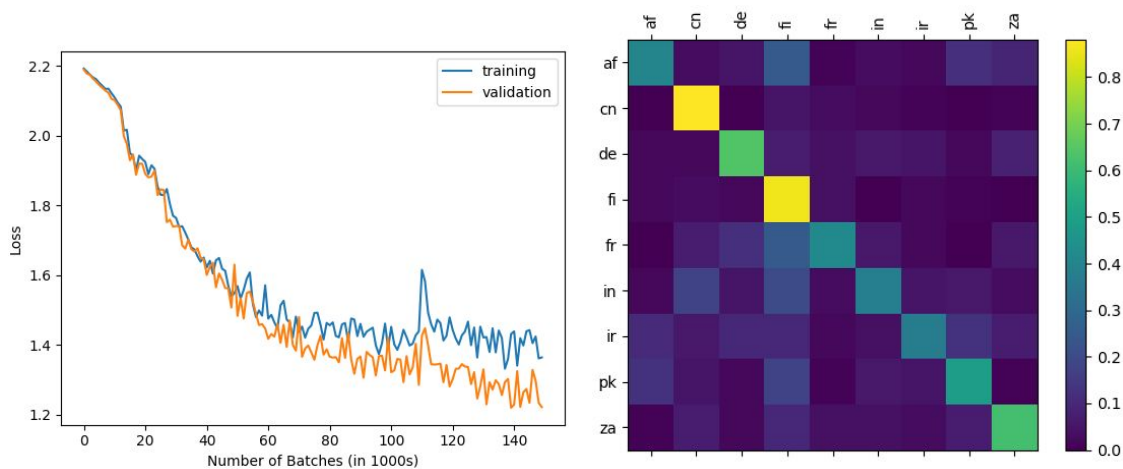 2.2
2.0
1.8
1.6
1.4
1.2
Loss
0 20 40 60 80 100 120 140
Number of Batches (in 1000s)
training
validation
af cn de fi fr in ir pk za
af
cn
de
fi
fr
in
ir
pk
za
0.8
0.7
0.6
0.5
0.4
0.3
0.2
0.1
0.0